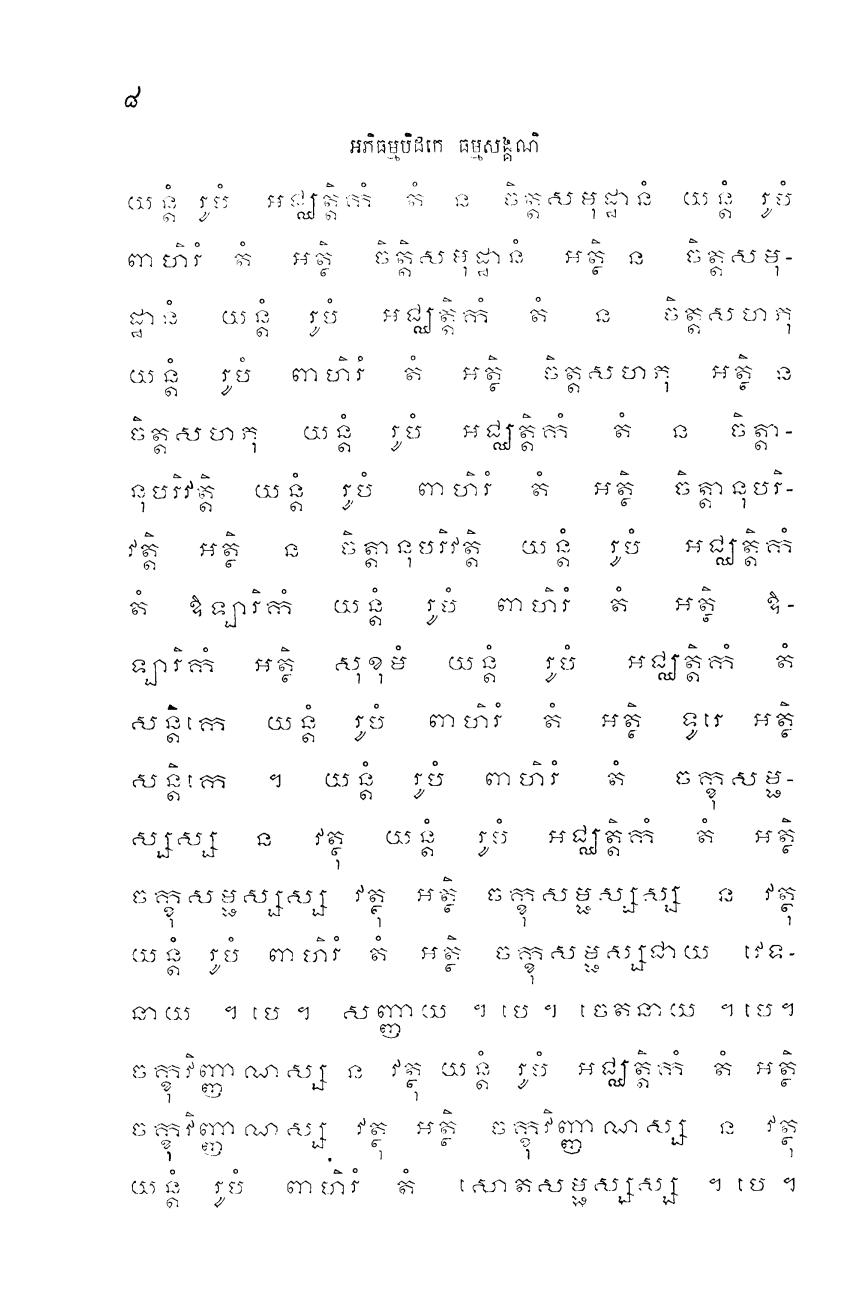 ៨
អភិធម្មបិដកេ ធម្មសង្គណិ
យន្តំ រូបំ អជ្ឈត្តិកំ តំ ន ចិត្តសមុដ្ឋានំ យន្តំ រូបំ
ពាហិរំ តំ អត្ថិ ចិត្តិសមុដ្ឋានំ អត្ថិ ន ចិត្តសមុ-
ដ្ឋានំ យន្តំ រូបំ អជ្ឈត្តិកំ តំ ន ចិត្តសហភុ
យន្តំ រូបំ ពាហិរំ តំ អត្ថិ ចិត្តសហភុ អត្ថិ ន
ចិត្តសហភុ យន្តំ រូបំ អជ្ឈត្តិកំ តំ ន ចិត្តា-
នុបរិវត្តិ យន្តំ រូបំ ពាហិរំ តំ អត្ថិ ចិត្តានុបរិ-
វត្តិ អត្ថិ ន ចិត្តានុបរិវត្តិ យន្តំ រូបំ អជ្ឈត្តិកំ
តំ ឱឡារិកំ យន្តំ រូបំ ពាហិរំ តំ អត្ថិ ឱ-
ឡារិកំ អត្ថិ សុខុមំ យន្តំ រូបំ អជ្ឈត្តិកំ តំ
សន្តិកេ យន្តំ រូបំ ពាហិរំ តំ អត្ថិ ទូរេ អត្ថិ
សន្តិកេ ។ យន្តំ រូបំ ពាហិរំ តំ ចក្ខុសម្ផ-
ស្សស្ស ន វត្ថុ យន្តំ រូបំ អជ្ឈត្តិកំ តំ អត្ថិ
ចក្ខុសម្ផស្សស្ស វត្ថុ អត្ថិ ចក្ខុសម្ផស្សស្ស ន វត្ថុ
យន្តំ រូបំ ពាហិរំ តំ អត្ថិ ចក្ខុសម្ផស្សជាយ វេទ-
នាយ ។ បេ ។ សញ្ញាយ ។ បេ ។ ចេតនាយ ។ បេ ។
ចក្ខុវិញ្ញាណស្ស ន វត្ថុ យន្តំ រូបំ អជ្ឈត្តិកំ តំ អត្ថិ
ចក្ខុវិញ្ញាណស្ស វត្ថុ អត្ថិ ចក្ខុវិញ្ញាណស្ស ន វត្ថុ
យន្តំ រូបំ ពាហិរំ តំ សោតសម្ផស្សស្ស ។ បេ ។